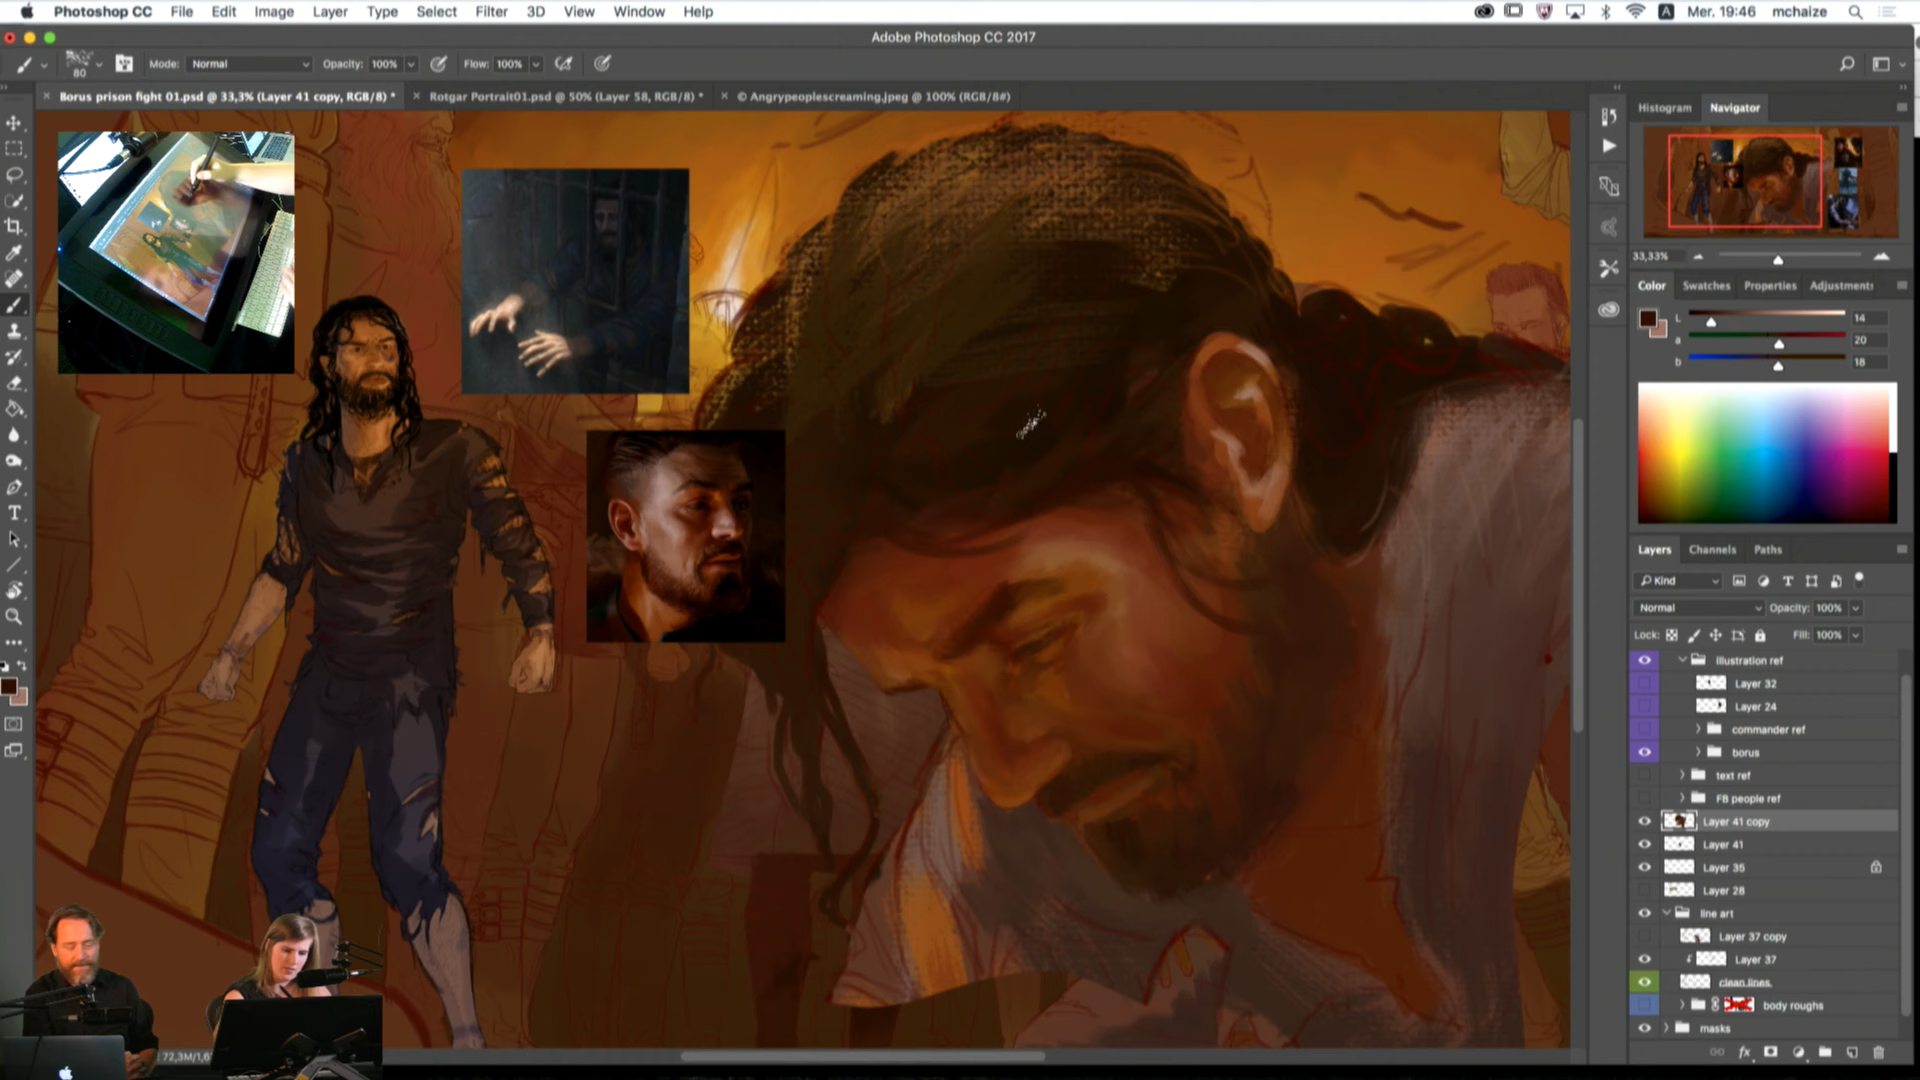 Photoshop CC File Edit Image Layer Type Select Filter 3D View Window Help A Mer. 19:46 mchaize
Adobe Photoshop CC 2017
80 Mode: Normal Opacity: 100% Flow: 100%
Borus prison fight 01.psd @ 33,3% (Layer 41 copy, RGB/8) * Rotgar Portrait01.psd @ 50% (Layer 58, RGB/8) * © Angrypeoplescreaming.jpeg @ 100% (RGB/8#)
Histogram Navigator
33,33%
Color Swatches Properties Adjustments
L 14
a 20
b 18
Layers Channels Paths
Kind
Normal Opacity: 100%
Lock: Fill: 100%
illustration ref
Layer 32
Layer 24
commander ref
borus
text ref
FB people ref
Layer 41 copy
Layer 41
Layer 35
Layer 28
line art
Layer 37 copy
Layer 37
clean lines
body roughs
masks
fx